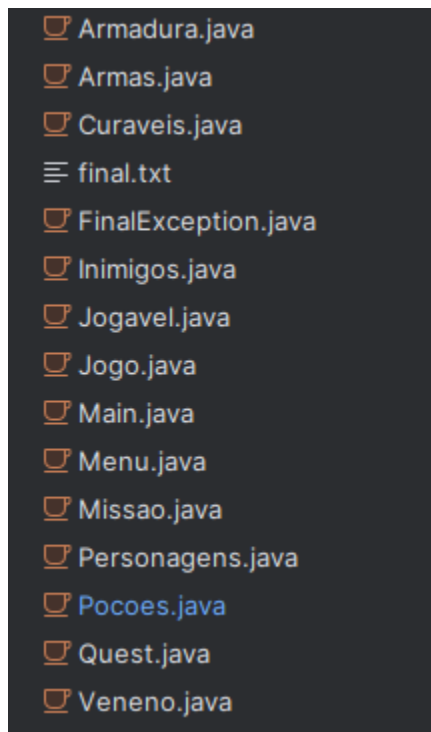 Armadura.java
Armas.java
Curaveis.java
final.txt
FinalException.java
Inimigos.java
Jogavel.java
Jogo.java
Main.java
Menu.java
Missao.java
Personagens.java
Pocoes.java
Quest.java
Veneno.java